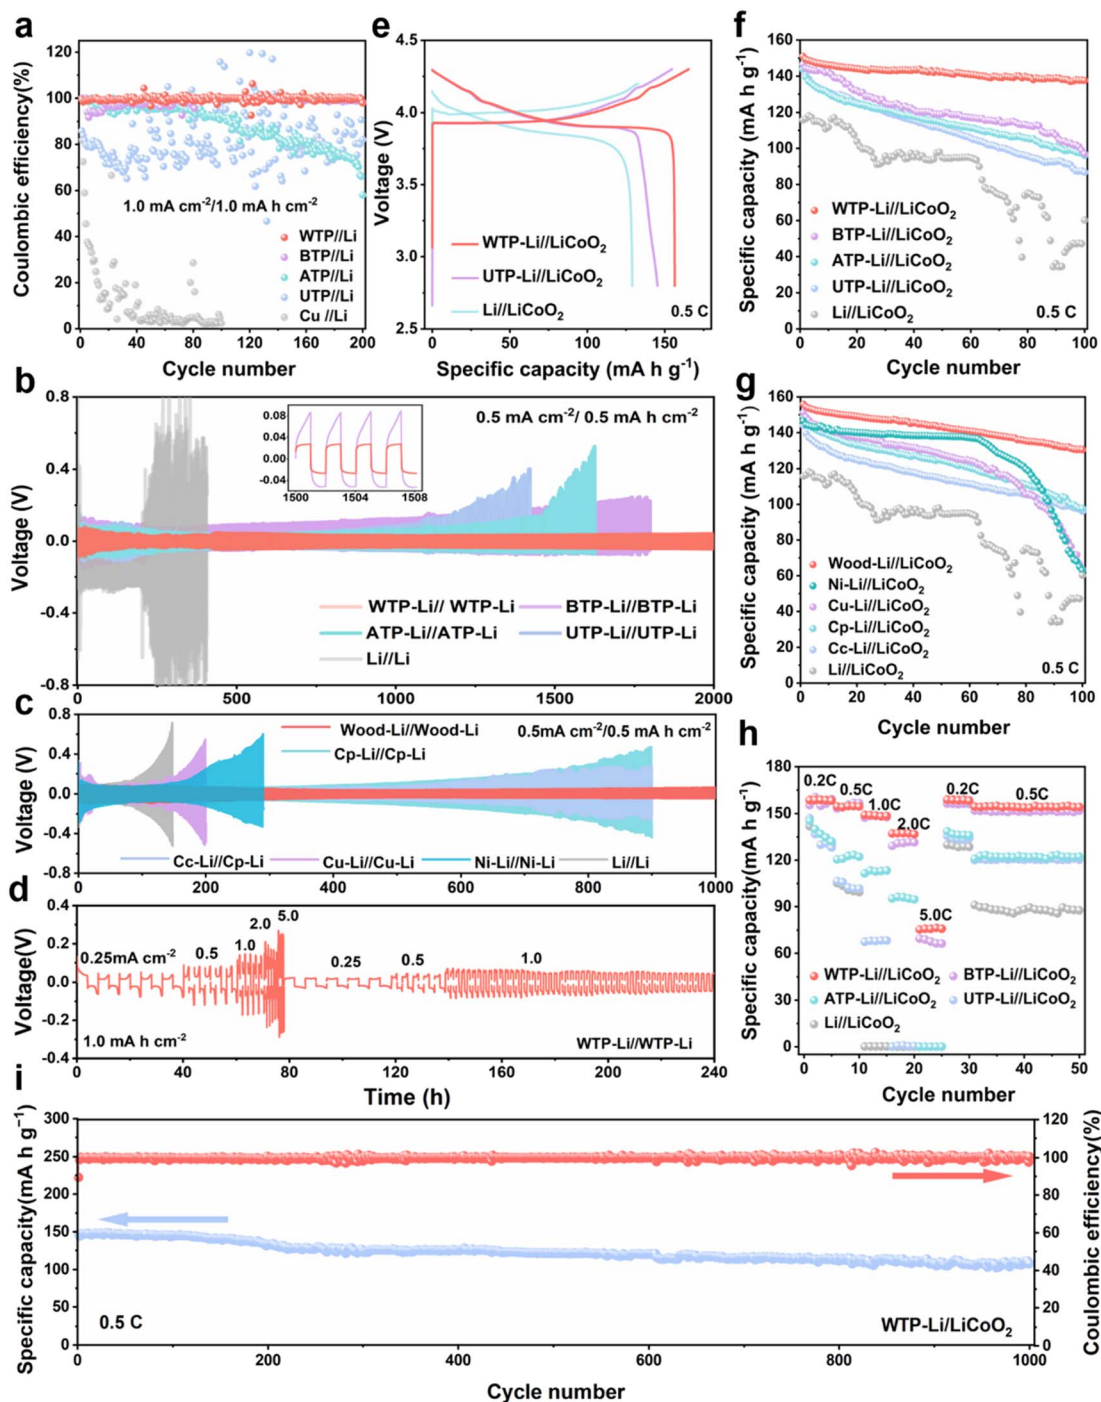 a
Coulombic efficiency(%)
120
100
80
60
40
20
0
1.0 mA cm⁻²/1.0 mA h cm⁻²
WTP//Li
BTP//Li
ATP//Li
UTP//Li
Cu //Li
0 40 80 120 160 200
Cycle number
e
Voltage (V)
4.5
4.0
3.5
3.0
2.5
WTP-Li//LiCoO₂
UTP-Li//LiCoO₂
Li//LiCoO₂
0.5 C
0 50 100 150
Specific capacity (mA h g⁻¹)
f
Specific capacity (mA h g⁻¹)
160
140
120
100
80
60
40
20
0
WTP-Li//LiCoO₂
BTP-Li//LiCoO₂
ATP-Li//LiCoO₂
UTP-Li//LiCoO₂
Li//LiCoO₂
0.5 C
0 20 40 60 80 100
Cycle number
b
Voltage (V)
0.8
0.4
0.0
-0.4
-0.8
0.08
0.04
0.00
-0.04
1500 1504 1506 1508
0.5 mA cm⁻²/ 0.5 mA h cm⁻²
WTP-Li// WTP-Li
BTP-Li//BTP-Li
ATP-Li//ATP-Li
UTP-Li//UTP-Li
Li//Li
0 500 1000 1500 2000
g
Specific capacity (mA h g⁻¹)
160
140
120
100
80
60
40
20
0
Wood-Li//LiCoO₂
Ni-Li//LiCoO₂
Cu-Li//LiCoO₂
Cp-Li//LiCoO₂
Cc-Li//LiCoO₂
Li//LiCoO₂
0.5 C
0 20 40 60 80 100
Cycle number
c
Voltage (V)
0.8
0.4
0.0
-0.4
-0.8
Wood-Li//Wood-Li
0.5mA cm⁻²/0.5 mA h cm⁻²
Cp-Li//Cp-Li
Cc-Li//Cp-Li
Cu-Li//Cu-Li
Ni-Li//Ni-Li
Li//Li
0 200 400 600 800 1000
d
Voltage(V)
0.4
0.2
0.0
-0.2
-0.4
0.25mA cm⁻²
0.5
1.0
2.0
5.0
0.25
0.5
1.0
1.0 mA h cm⁻²
WTP-Li//WTP-Li
0 40 80 120 160 200 240
Time (h)
h
Specific capacity(mA h g⁻¹)
180
150
120
90
60
30
0
0.2C
0.5C
1.0C
2.0C
5.0C
0.2C
0.5C
WTP-Li//LiCoO₂
BTP-Li//LiCoO₂
ATP-Li//LiCoO₂
UTP-Li//LiCoO₂
Li//LiCoO₂
0 10 20 30 40 50
Cycle number
i
Specific capacity(mA h g⁻¹)
300
250
200
150
100
50
0
120
100
80
60
40
20
0
Coulombic efficiency(%)
0.5 C
WTP-Li/LiCoO₂
0 200 400 600 800 1000
Cycle number